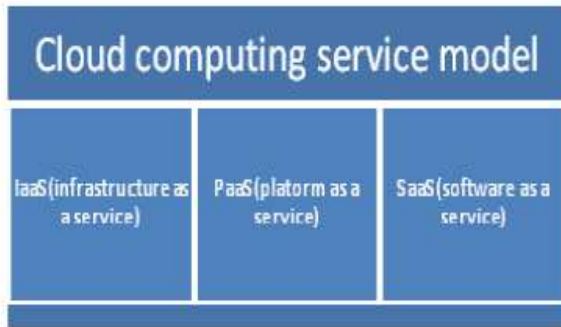 Cloud computing service model
IaaS(infrastructure as
a service)
PaaS(platorm as a
service)
SaaS(software as a
service)